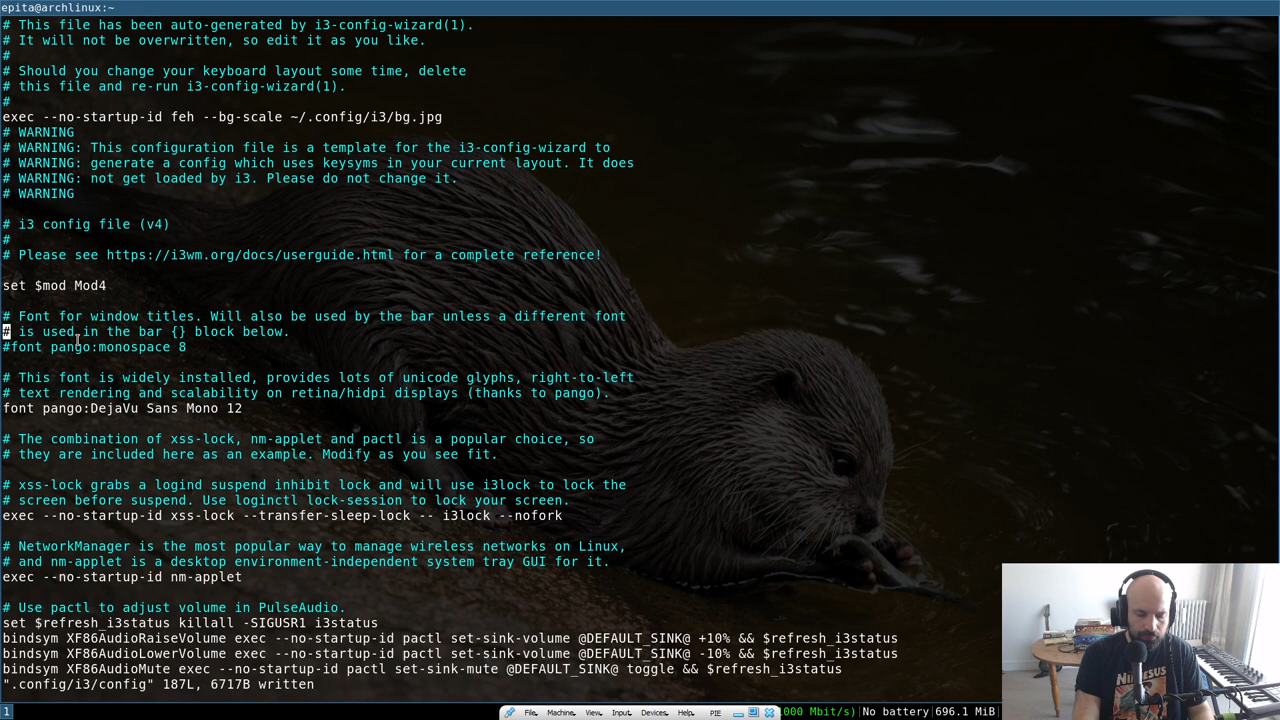 epita@archlinux:~
# This file has been auto-generated by i3-config-wizard(1).
# It will not be overwritten, so edit it as you like.
#
# Should you change your keyboard layout some time, delete
# this file and re-run i3-config-wizard(1).
#
exec --no-startup-id feh --bg-scale ~/.config/i3/bg.jpg
# WARNING
# WARNING: This configuration file is a template for the i3-config-wizard to
# WARNING: generate a config which uses keysyms in your current layout. It does
# WARNING: not get loaded by i3. Please do not change it.
# WARNING
# i3 config file (v4)
#
# Please see https://i3wm.org/docs/userguide.html for a complete reference!
set $mod Mod4
# Font for window titles. Will also be used by the bar unless a different font
# is used in the bar {} block below.
#font pango:monospace 8
# This font is widely installed, provides lots of unicode glyphs, right-to-left
# text rendering and scalability on retina/hidpi displays (thanks to pango).
font pango:DejaVu Sans Mono 12
# The combination of xss-lock, nm-applet and pactl is a popular choice, so
# they are included here as an example. Modify as you see fit.
# xss-lock grabs a logind suspend inhibit lock and will use i3lock to lock the
# screen before suspend. Use loginctl lock-session to lock your screen.
exec --no-startup-id xss-lock --transfer-sleep-lock -- i3lock --nofork
# NetworkManager is the most popular way to manage wireless networks on Linux,
# and nm-applet is a desktop environment-independent system tray GUI for it.
exec --no-startup-id nm-applet
# Use pactl to adjust volume in PulseAudio.
set $refresh_i3status killall -SIGUSR1 i3status
bindsym XF86AudioRaiseVolume exec --no-startup-id pactl set-sink-volume @DEFAULT_SINK@ +10% && $refresh_i3status
bindsym XF86AudioLowerVolume exec --no-startup-id pactl set-sink-volume @DEFAULT_SINK@ -10% && $refresh_i3status
bindsym XF86AudioMute exec --no-startup-id pactl set-sink-mute @DEFAULT_SINK@ toggle && $refresh_i3status
".config/i3/config" 187L, 6717B written
1 File Machine View Input Devices Help PIE 000 Mbit/s) No battery 696.1 MiB